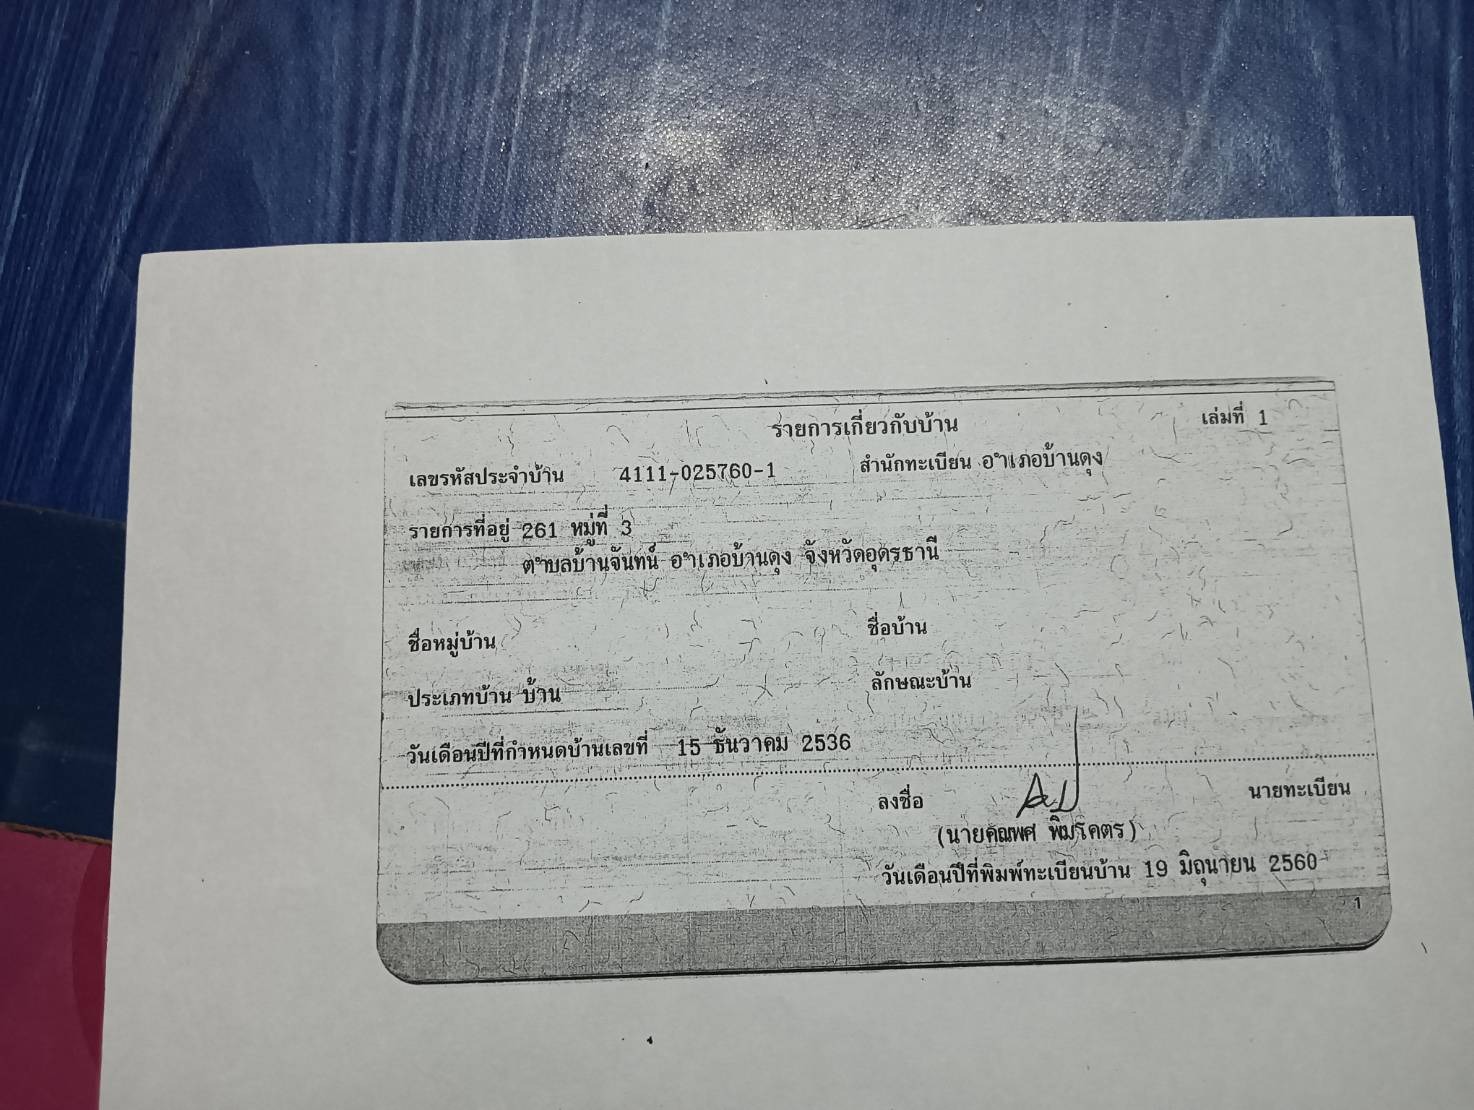 รายการเกี่ยวกับบ้าน เล่มที่ 1
เลขรหัสประจำบ้าน 4111-025760-1 สำนักทะเบียน อำเภอบ้านดุง
รายการที่อยู่ 261 หมู่ที่ 3
ตำบลบ้านจันทน์ อำเภอบ้านดุง จังหวัดอุดรธานี
ชื่อหมู่บ้าน ชื่อบ้าน
ประเภทบ้าน บ้าน ลักษณะบ้าน
วันเดือนปีที่กำหนดบ้านเลขที่ 15 ธันวาคม 2536
ลงชื่อ นายทะเบียน
(นายคณพศ พิมร์โคตร)
วันเดือนปีที่พิมพ์ทะเบียนบ้าน 19 มิถุนายน 2560
1